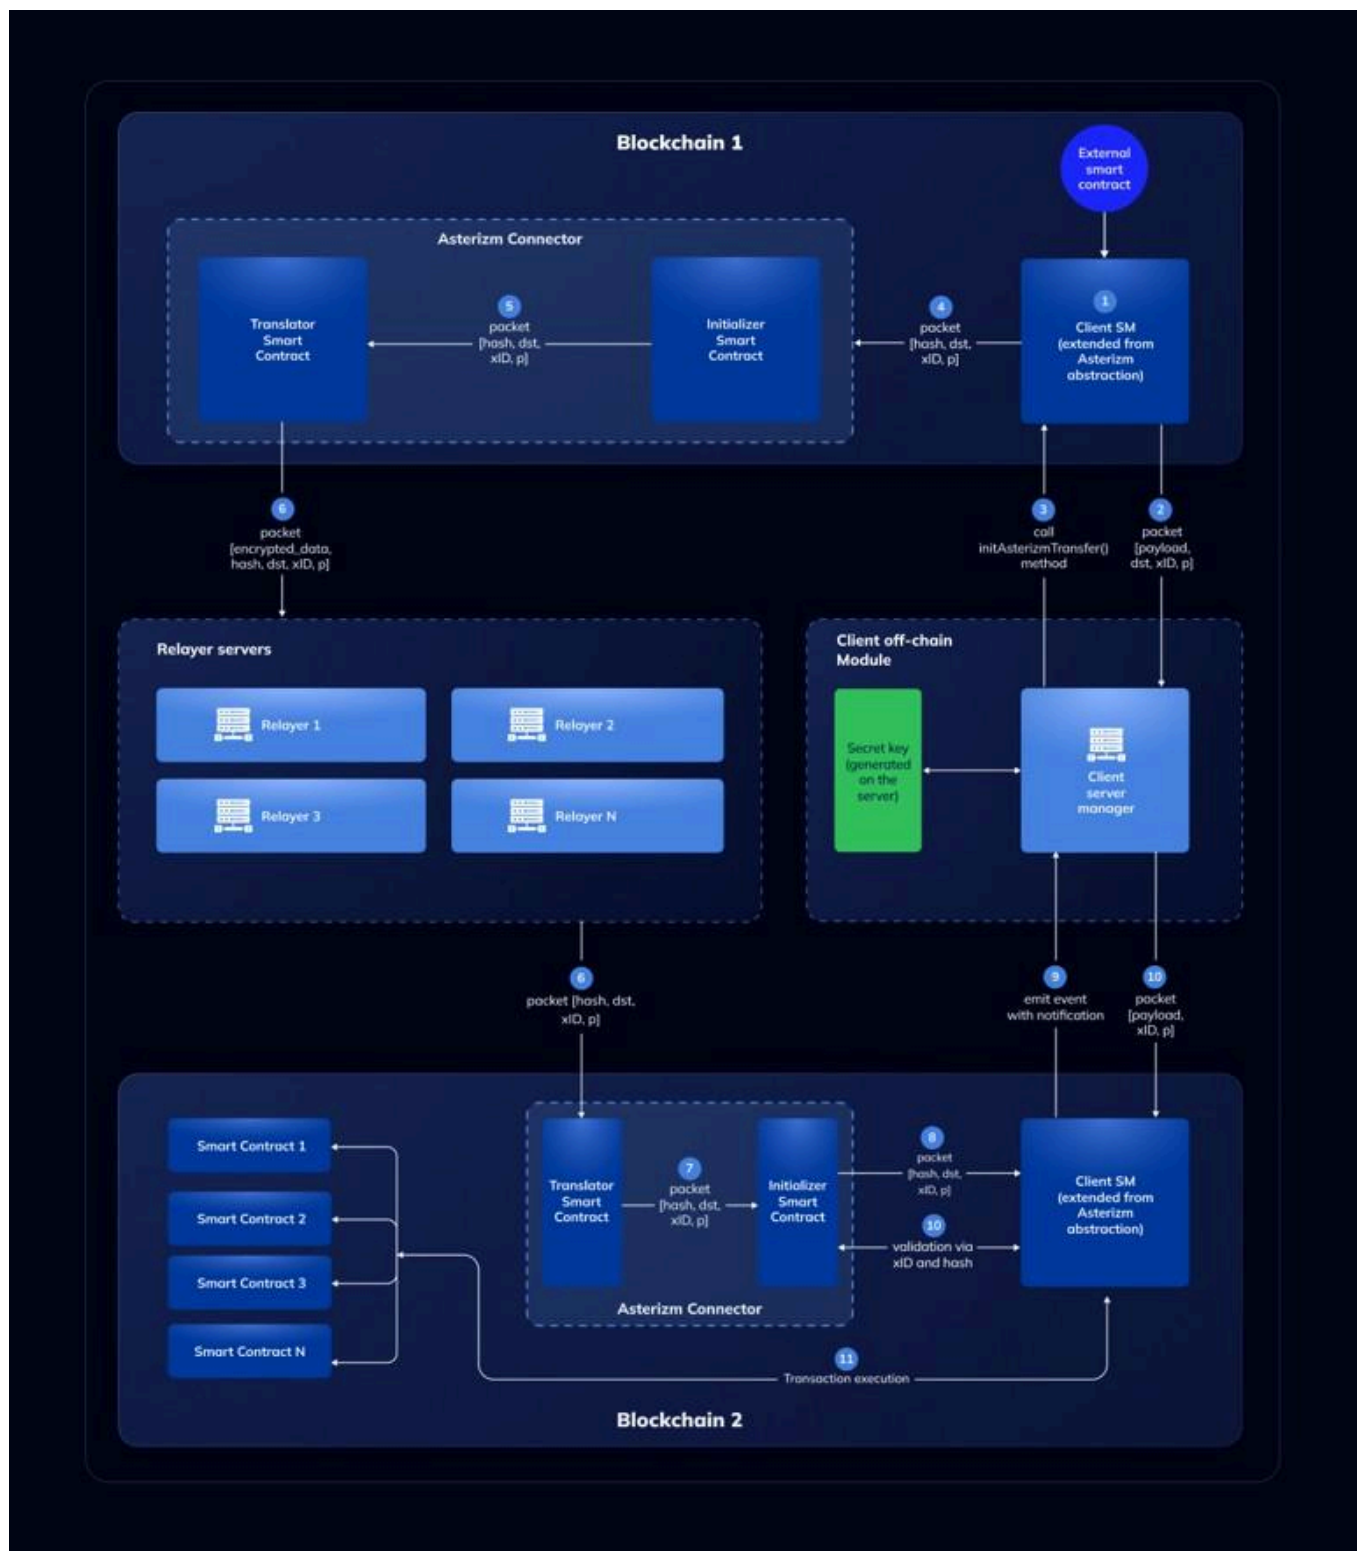 Blockchain 1
External
smart
contract
Asterizm Connector
Translator
Smart
Contract
5
packet
[hash, dst,
xID, p]
Initializer
Smart
Contract
4
packet
[hash, dst,
xID, p]
1
Client SM
(extended from
Asterizm
abstraction)
6
packet
[encrypted_data,
hash, dst, xID, p]
3
call
initAsterizmTransfer()
method
2
packet
[payload,
dst, xID, p]
Relayer servers
Relayer 1
Relayer 2
Relayer 3
Relayer N
Client off-chain
Module
Secret key
(generated
on the
server)
Client
server
manager
6
packet [hash, dst,
xID, p]
9
emit event
with notification
10
packet
[payload,
xID, p]
Smart Contract 1
Smart Contract 2
Smart Contract 3
Smart Contract N
Translator
Smart
Contract
7
packet
[hash, dst,
xID, p]
Initializer
Smart
Contract
Asterizm Connector
8
packet
[hash, dst,
xID, p]
10
validation via
xID and hash
Client SM
(extended from
Asterizm
abstraction)
11
Transaction execution
Blockchain 2